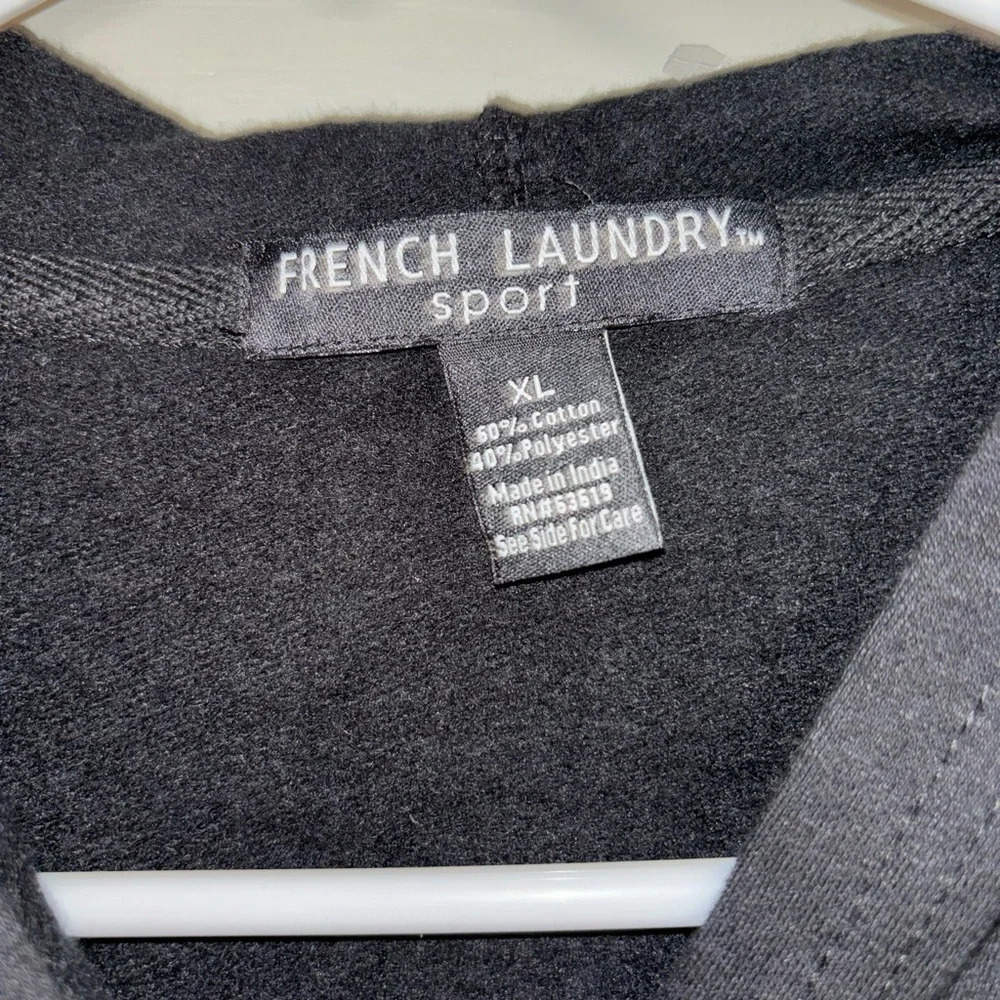 FRENCH LAUNDRY™
sport
XL
60% Cotton
40% Polyester
Made in India
RN# 63619
See Side For Care